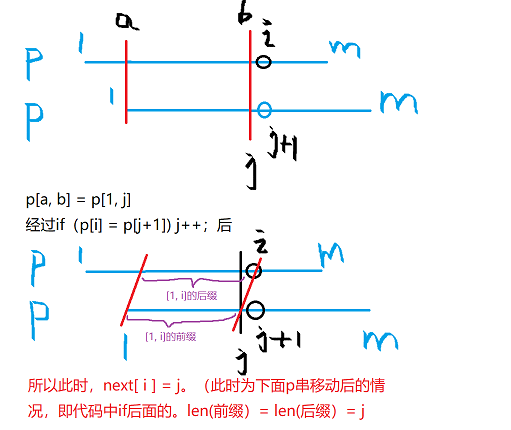 a b
i
P 1 m
P 1 m
j j+1
p[a, b] = p[1, j]
经过if（p[i] = p[j+1]) j++；后
i
P 1 m
[1, i]的后缀
P m
[1, i]的前缀
1 j j+1
所以此时，next[ i ] = j。（此时为下面p串移动后的情
况，即代码中if后面的。len(前缀）= len(后缀）= j